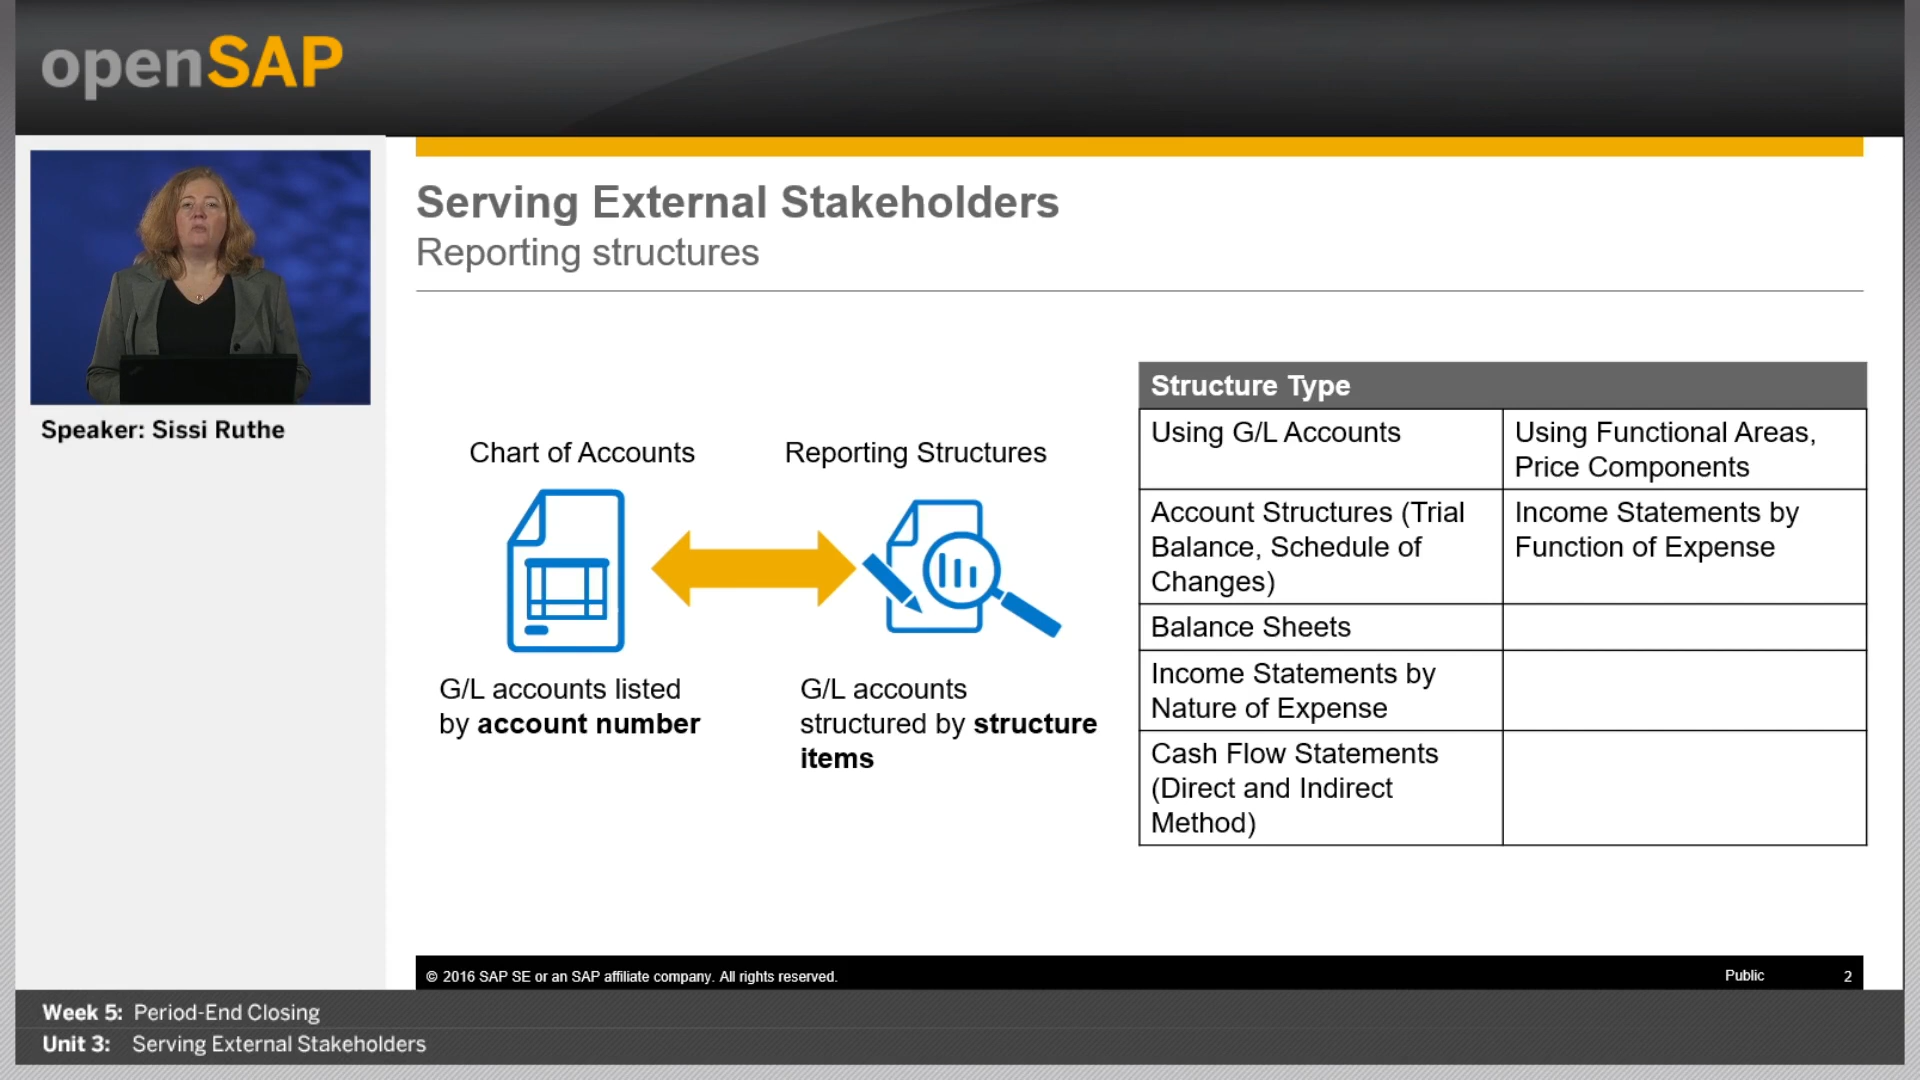 openSAP
Speaker: Sissi Ruthe
Serving External Stakeholders
Reporting structures
Chart of Accounts
Reporting Structures
G/L accounts listed
by account number
G/L accounts
structured by structure
items
Structure Type
Using G/L Accounts
Using Functional Areas,
Price Components
Account Structures (Trial
Balance, Schedule of
Changes)
Income Statements by
Function of Expense
Balance Sheets
Income Statements by
Nature of Expense
Cash Flow Statements
(Direct and Indirect
Method)
© 2016 SAP SE or an SAP affiliate company. All rights reserved.
Public
2
Week 5: Period-End Closing
Unit 3: Serving External Stakeholders